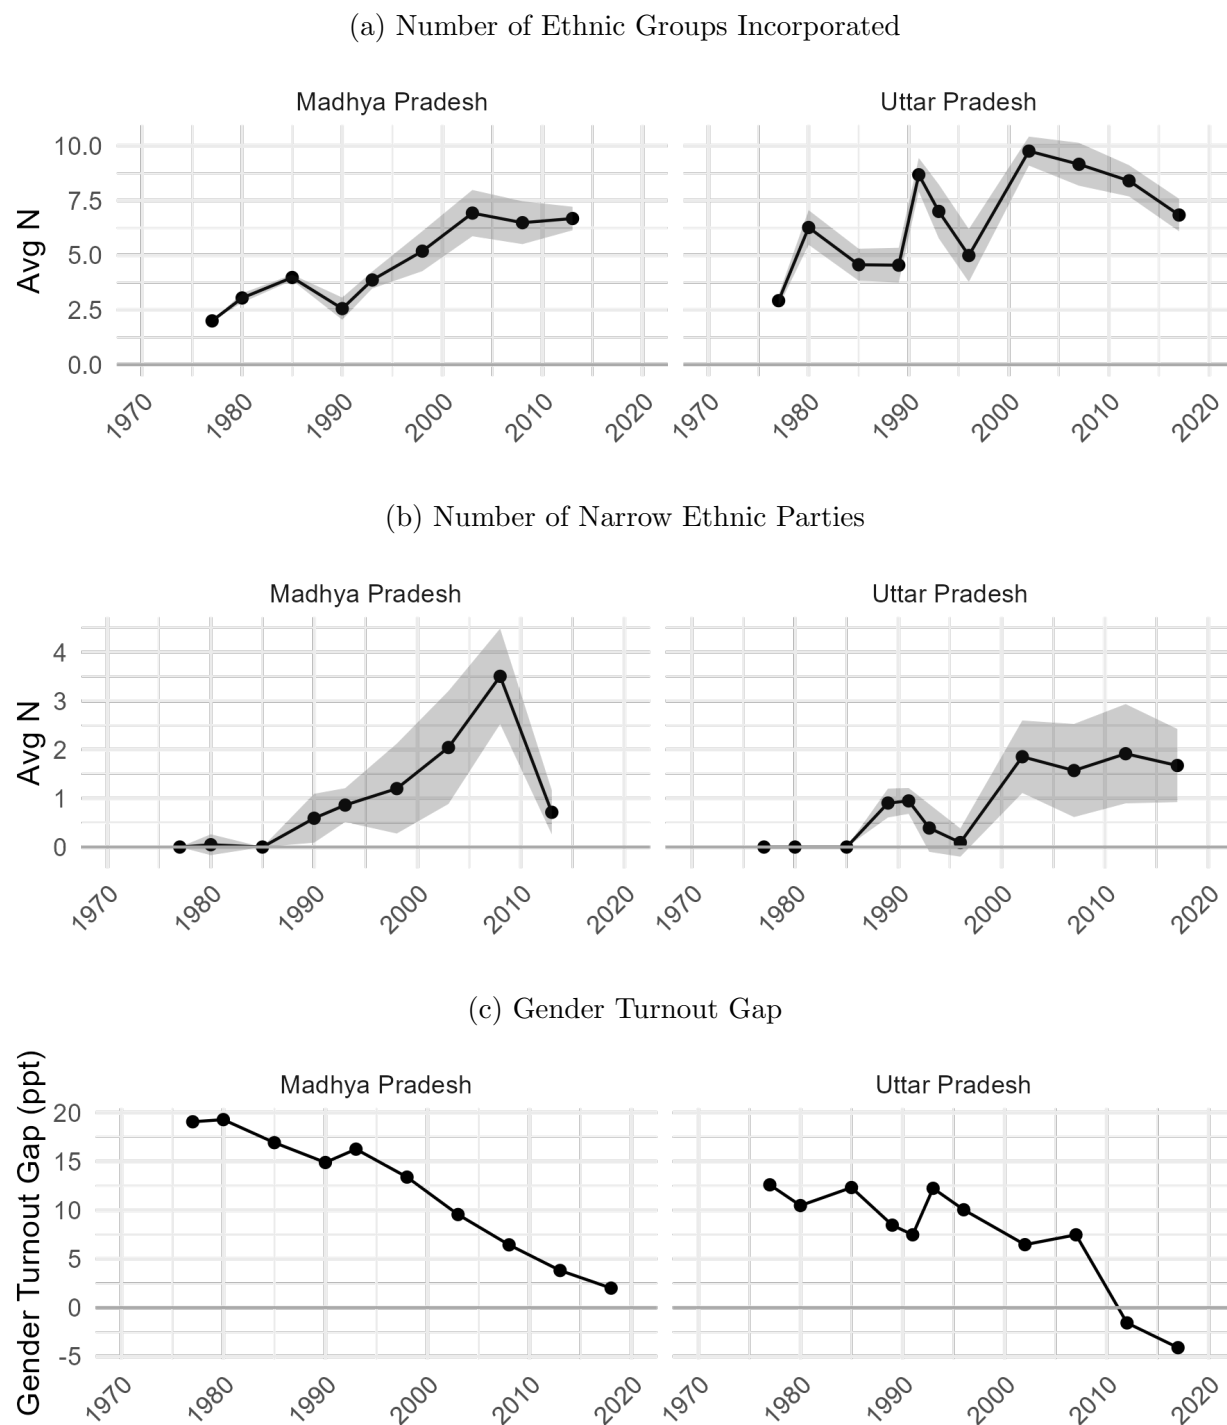 (a) Number of Ethnic Groups Incorporated
Madhya Pradesh
Uttar Pradesh
Avg N
10.0
7.5
5.0
2.5
0.0
1970 1980 1990 2000 2010 2020
1970 1980 1990 2000 2010 2020
(b) Number of Narrow Ethnic Parties
Madhya Pradesh
Uttar Pradesh
Avg N
4
3
2
1
0
1970 1980 1990 2000 2010 2020
1970 1980 1990 2000 2010 2020
(c) Gender Turnout Gap
Madhya Pradesh
Uttar Pradesh
Gender Turnout Gap (ppt)
20
15
10
5
0
-5
1970 1980 1990 2000 2010 2020
1970 1980 1990 2000 2010 2020